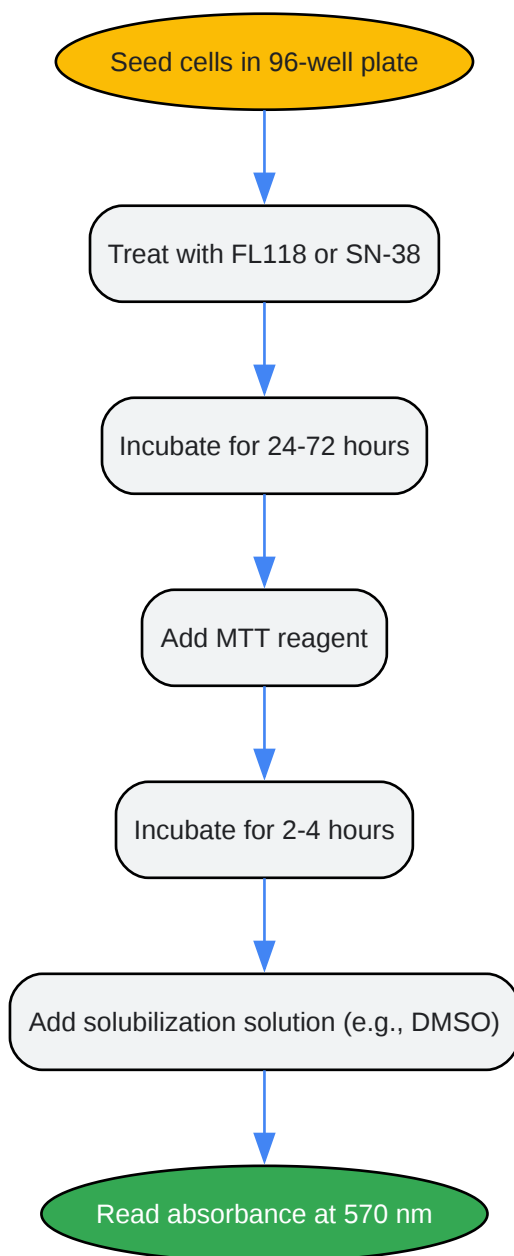 Seed cells in 96-well plate
Treat with FL118 or SN-38
Incubate for 24-72 hours
Add MTT reagent
Incubate for 2-4 hours
Add solubilization solution (e.g., DMSO)
Read absorbance at 570 nm